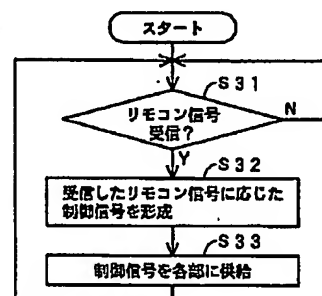 スタート
S31
リモコン信号
受信?
N
Y
S32
受信したリモコン信号に応じた
制御信号を形成
S33
制御信号を各部に供給